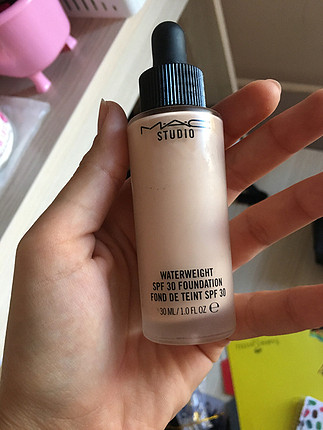 MAC
STUDIO
WATERWEIGHT
SPF 30 FOUNDATION
FOND DE TEINT SPF 30
30 ML/1.0 FL OZ ℮